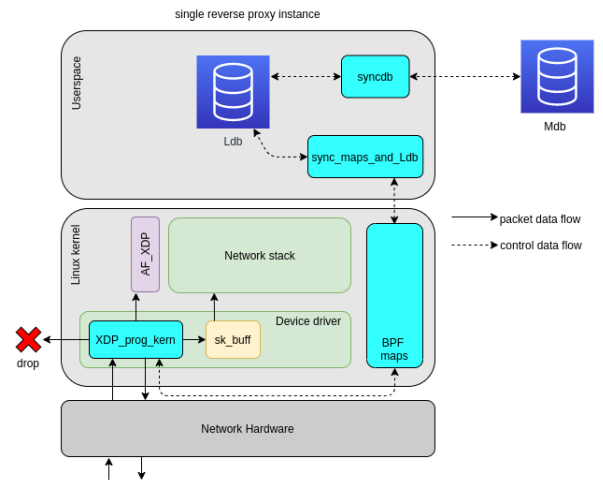 single reverse proxy instance
Userspace
syncdb
Ldb
Mdb
sync_maps_and_Ldb
Linux kernel
AF_XDP
Network stack
packet data flow
control data flow
Device driver
XDP_prog_kern
sk_buff
BPF
maps
drop
Network Hardware